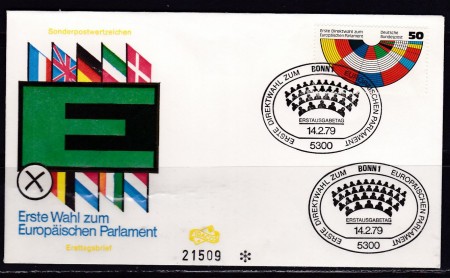 Sonderpostwertzeichen
E
Erste Wahl zum
Europäischen Parlament
Ersttagsbrief
21509 ✻
Erste Direktwahl zum
Europäischen Parlament
Deutsche
Bundespost
50
ERSTE DIREKTWAHL ZUM EUROPÄISCHEN PARLAMENT
BONN 1
ERSTAUSGABETAG
14.2.79
5300
ERSTE DIREKTWAHL ZUM EUROPÄISCHEN PARLAMENT
BONN 1
ERSTAUSGABETAG
14.2.79
5300